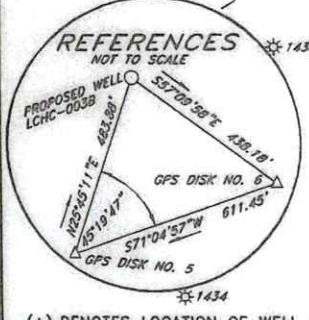 REFERENCES
NOT TO SCALE
143
PROPOSED WELL
LCHC-003B
S57°09'58"E
438.18'
483.88'
N25°45'11"E
45°19'47"
GPS DISK NO. 6
611.45'
S71°04'57"W
GPS DISK NO. 5
1434
DENOTES LOCATION OF WELL